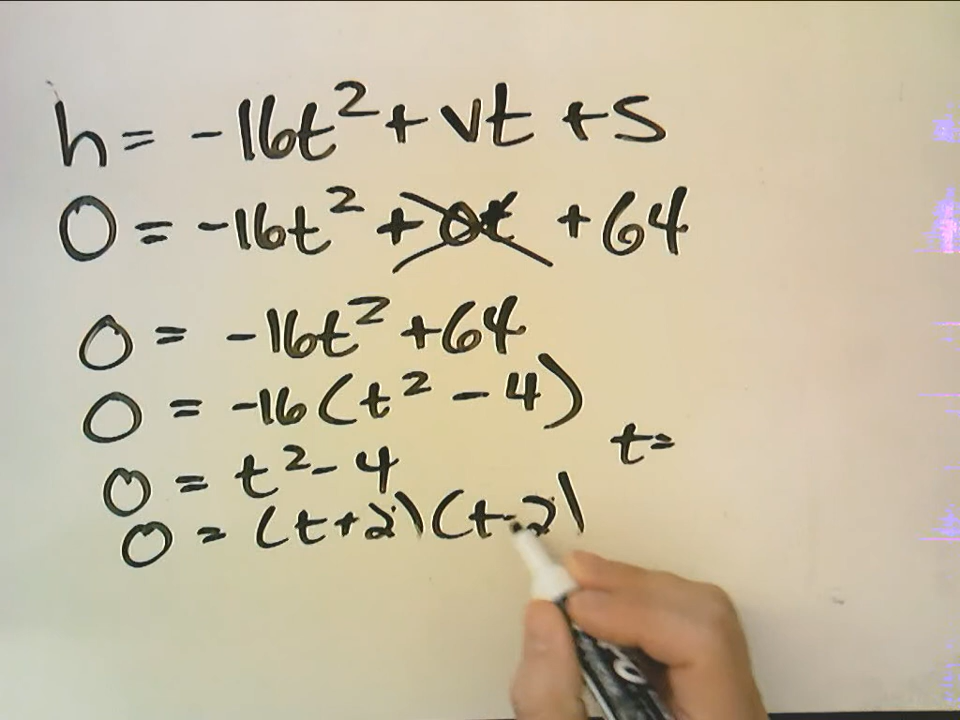 h = -16t² + vt + s
0 = -16t² + 0t + 64
0 = -16t² + 64
0 = -16(t² - 4)
t =
0 = t² - 4
0 = (t+2)(t-2)